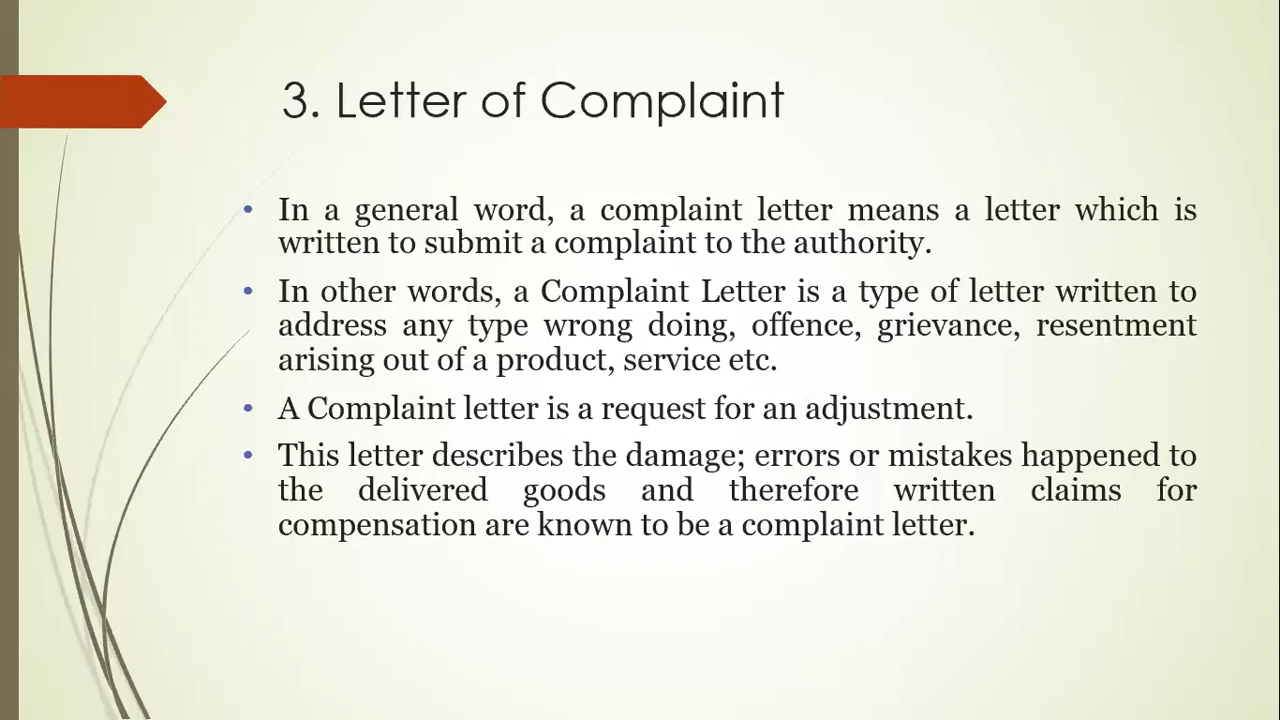 3. Letter of Complaint
• In a general word, a complaint letter means a letter which is
written to submit a complaint to the authority.
• In other words, a Complaint Letter is a type of letter written to
address any type wrong doing, offence, grievance, resentment
arising out of a product, service etc.
• A Complaint letter is a request for an adjustment.
• This letter describes the damage; errors or mistakes happened to
the delivered goods and therefore written claims for
compensation are known to be a complaint letter.